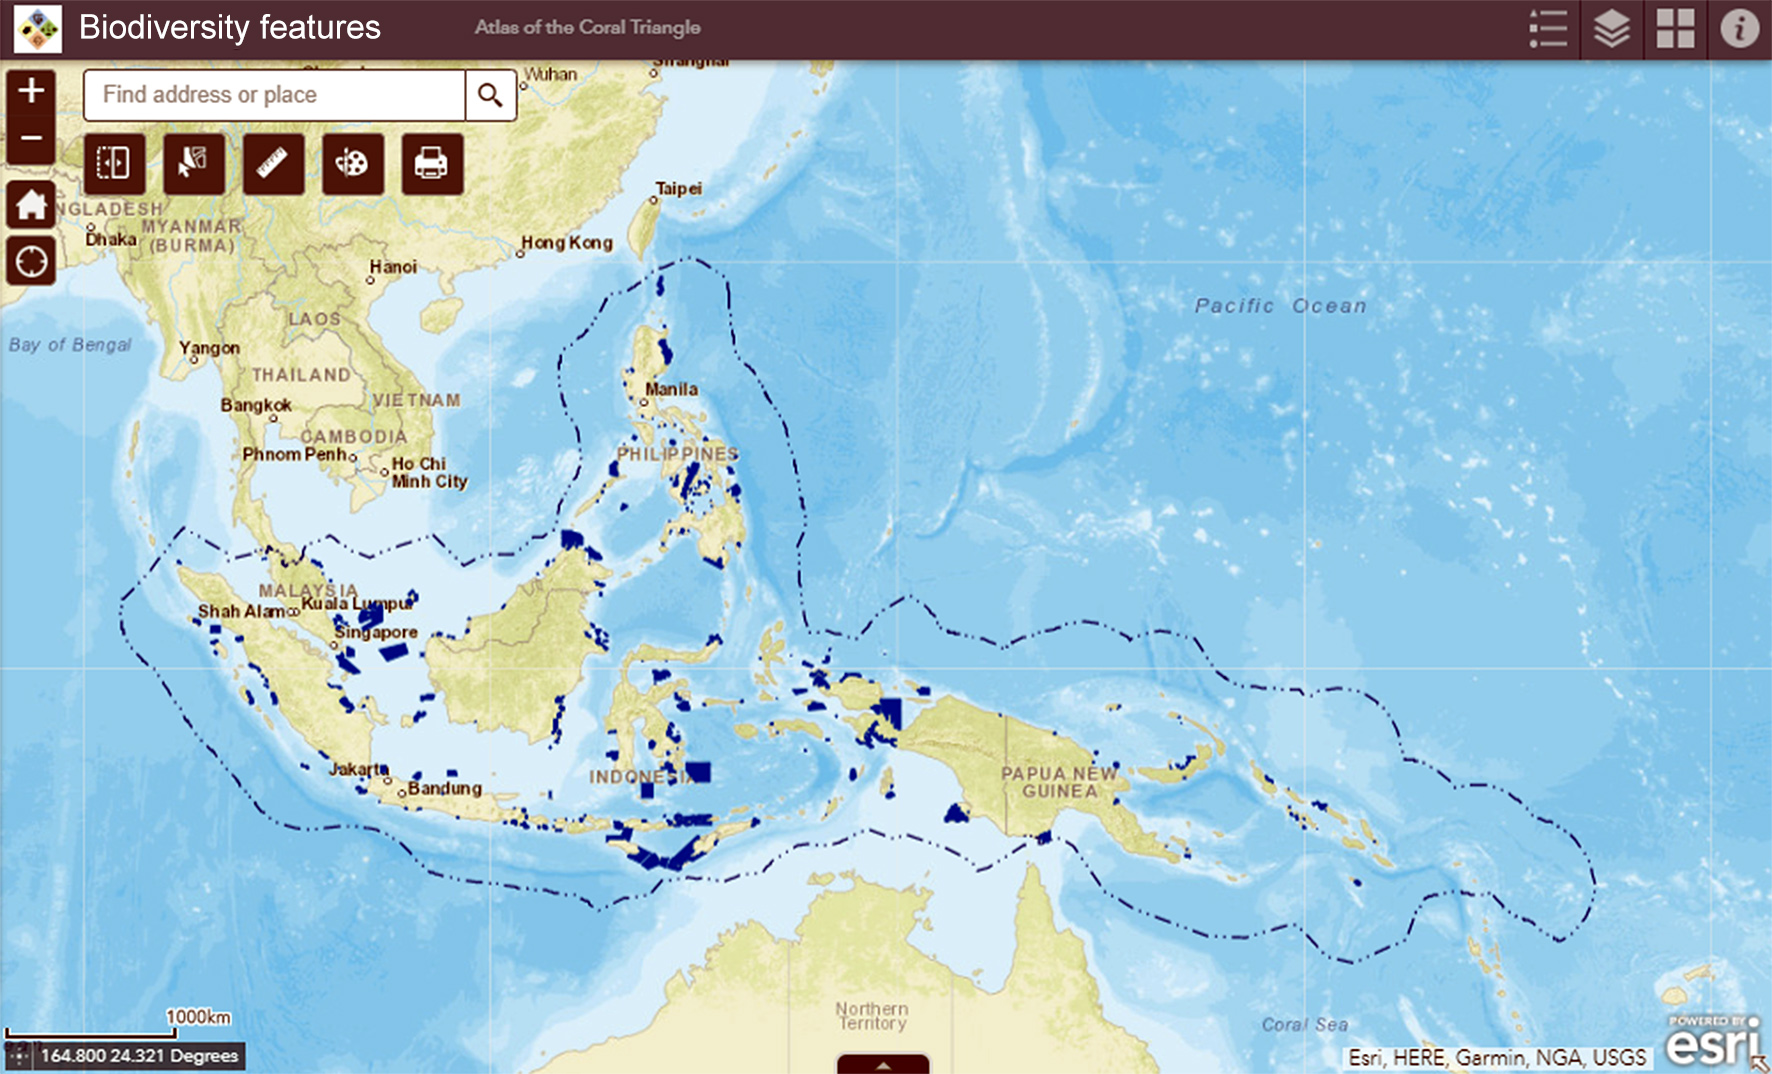 Biodiversity features
Atlas of the Coral Triangle
Find address or place
Wuhan
Shanghai
Taipei
NGLADESH
Dhaka
MYANMAR
(BURMA)
Hong Kong
Hanoi
LAOS
Pacific Ocean
Bay of Bengal
Yangon
THAILAND
VIETNAM
Manila
Bangkok
CAMBODIA
Phnom Penh
Ho Chi
Minh City
PHILIPPINES
MALAYSIA
Shah Alam
Kuala Lumpur
Singapore
Jakarta
Bandung
INDONESIA
PAPUA NEW
GUINEA
Northern
Territory
Coral Sea
1000km
164.800 24.321 Degrees
Esri, HERE, Garmin, NGA, USGS
POWERED BY
esri